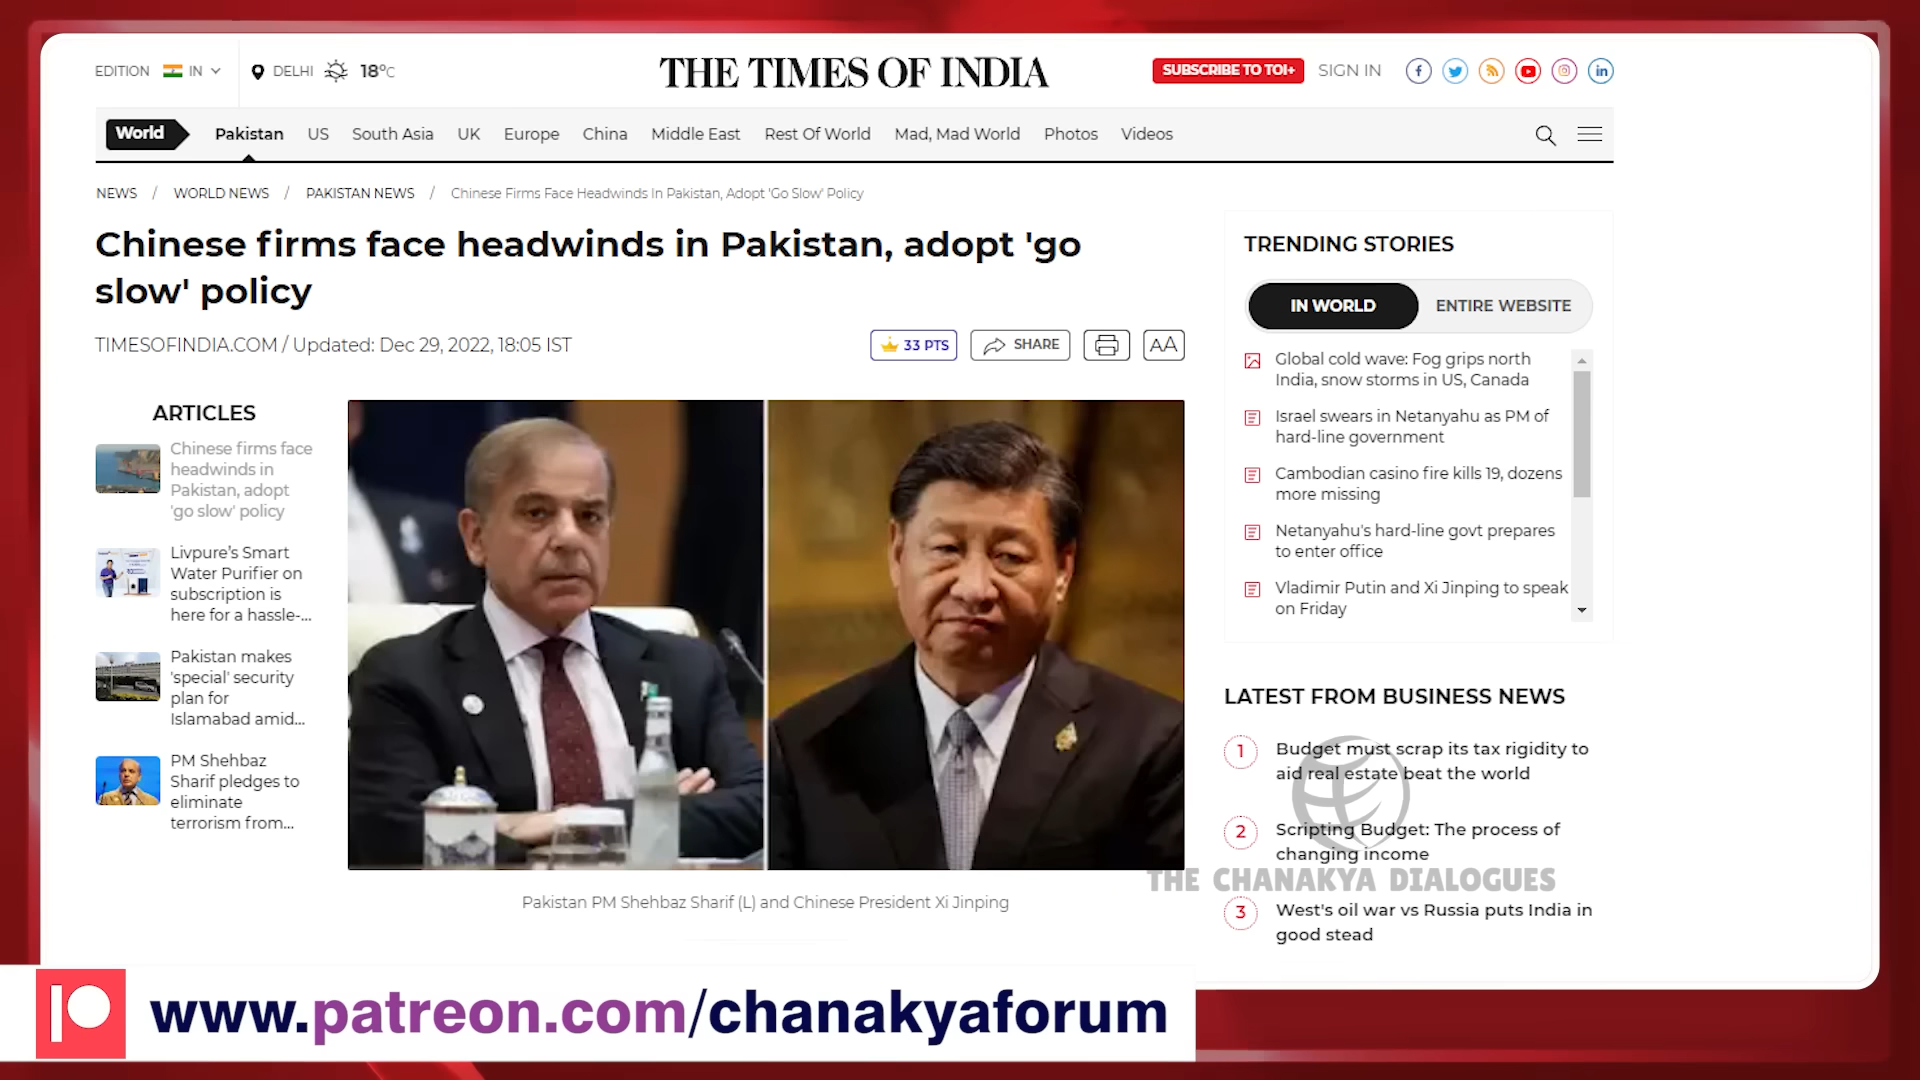 EDITION IN DELHI 18°C
THE TIMES OF INDIA
SUBSCRIBE TO TOI+ SIGN IN
World Pakistan US South Asia UK Europe China Middle East Rest Of World Mad, Mad World Photos Videos
NEWS / WORLD NEWS / PAKISTAN NEWS / Chinese Firms Face Headwinds In Pakistan, Adopt 'Go Slow' Policy
Chinese firms face headwinds in Pakistan, adopt 'go
slow' policy
TIMESOFINDIA.COM / Updated: Dec 29, 2022, 18:05 IST
33 PTS SHARE AA
ARTICLES
Chinese firms face
headwinds in
Pakistan, adopt
'go slow' policy
Livpure's Smart
Water Purifier on
subscription is
here for a hassle-...
Pakistan makes
'special' security
plan for
Islamabad amid...
PM Shehbaz
Sharif pledges to
eliminate
terrorism from...
Pakistan PM Shehbaz Sharif (L) and Chinese President Xi Jinping
TRENDING STORIES
IN WORLD ENTIRE WEBSITE
Global cold wave: Fog grips north
India, snow storms in US, Canada
Israel swears in Netanyahu as PM of
hard-line government
Cambodian casino fire kills 19, dozens
more missing
Netanyahu's hard-line govt prepares
to enter office
Vladimir Putin and Xi Jinping to speak
on Friday
LATEST FROM BUSINESS NEWS
1 Budget must scrap its tax rigidity to
aid real estate beat the world
2 Scripting Budget: The process of
changing income
THE CHANAKYA DIALOGUES
3 West's oil war vs Russia puts India in
good stead
www.patreon.com/chanakyaforum